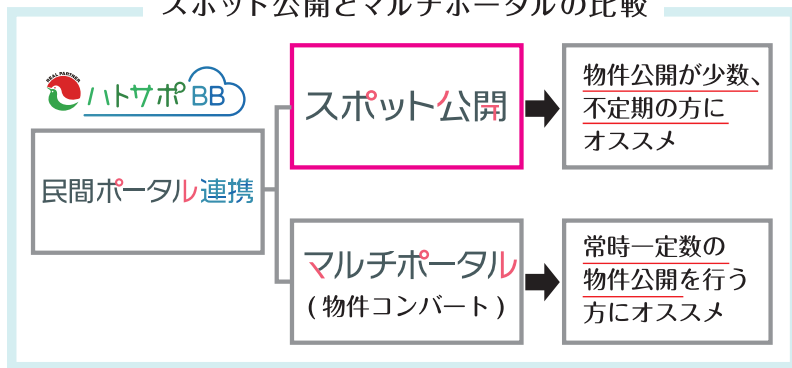 スポット公開とマルチポータルの比較
REAL PARTNER
ハトサポBB
民間ポータル連携
スポット公開
物件公開が少数、
不定期の方に
オススメ
マルチポータル
(物件コンバート)
常時一定数の
物件公開を行う
方にオススメ